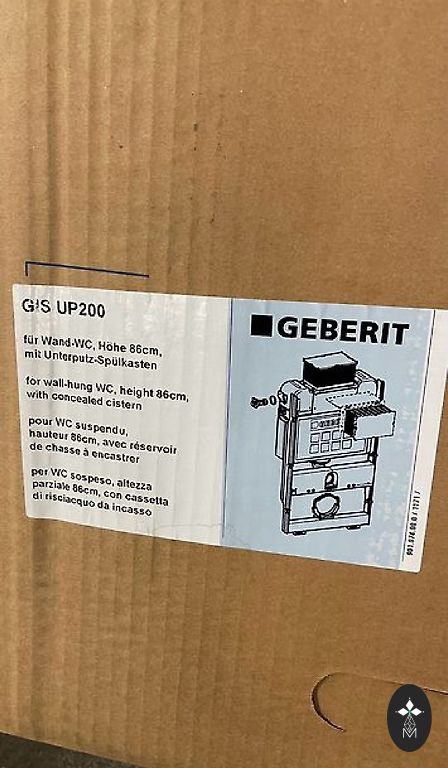 GIS UP200
für Wand-WC, Höhe 86cm,
mit Unterputz-Spülkasten
for wall-hung WC, height 86cm,
with concealed cistern
pour WC suspendu,
hauteur 86cm, avec réservoir
de chasse à encastrer
per WC sospeso, altezza
parziale 86cm, con cassetta
di risciacquo da incasso
GEBERIT
M